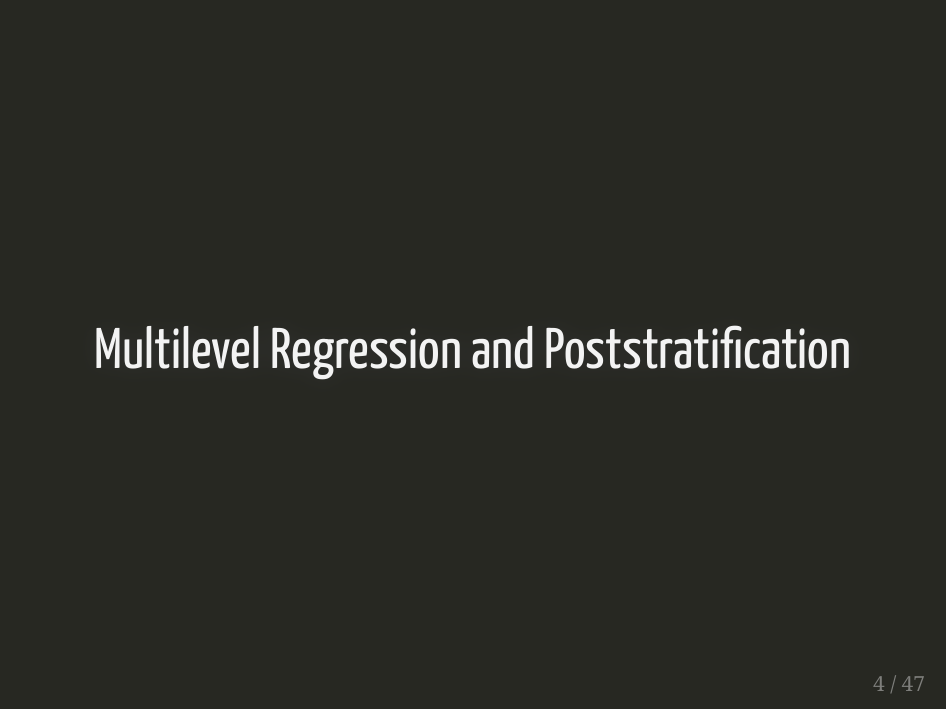 Multilevel Regression and Poststratification
4 / 47